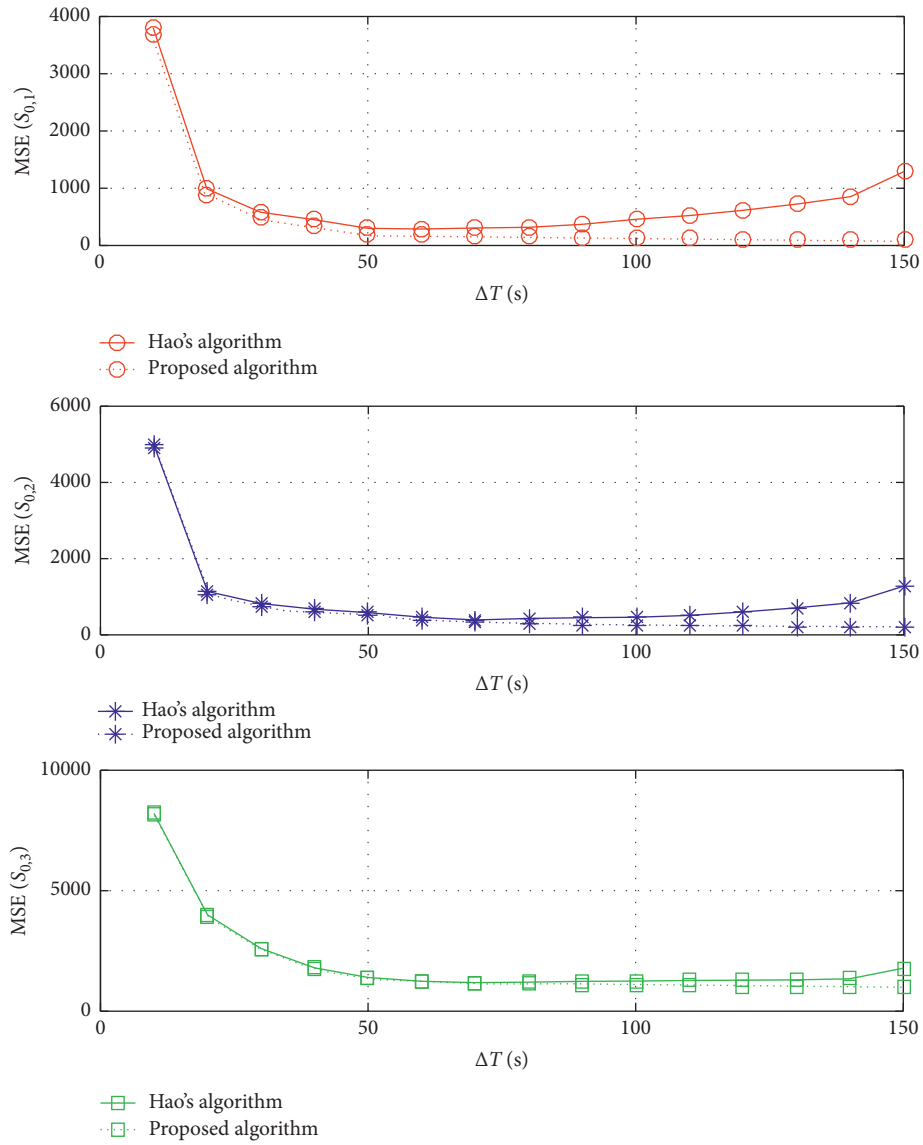 4000
3000
2000
1000
0
MSE (S0,1)
0 50 100 150
ΔT (s)
Hao's algorithm
Proposed algorithm
6000
4000
2000
0
MSE (S0,2)
0 50 100 150
ΔT (s)
Hao's algorithm
Proposed algorithm
10000
5000
0
MSE (S0,3)
0 50 100 150
ΔT (s)
Hao's algorithm
Proposed algorithm